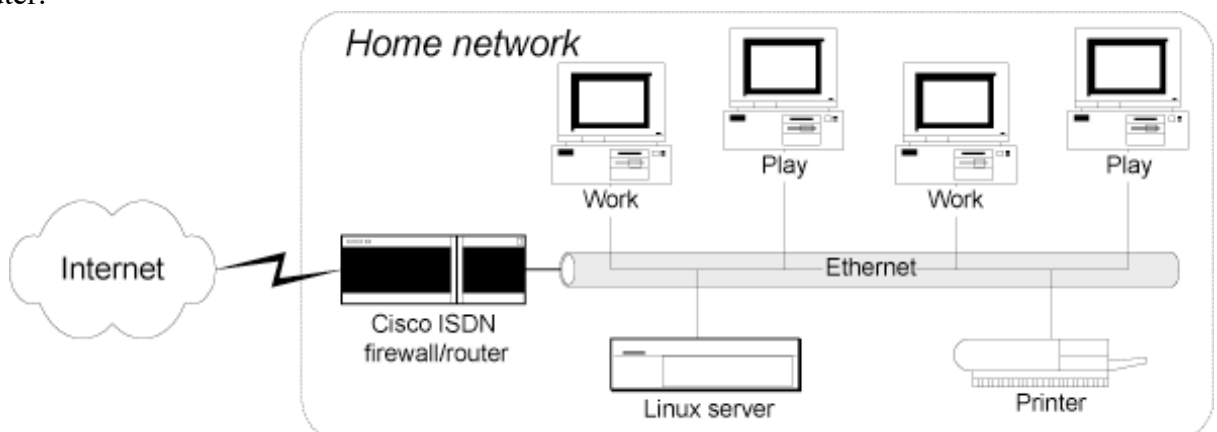 Home network
Work
Play
Work
Play
Internet
Ethernet
Cisco ISDN
firewall/router
Linux server
Printer